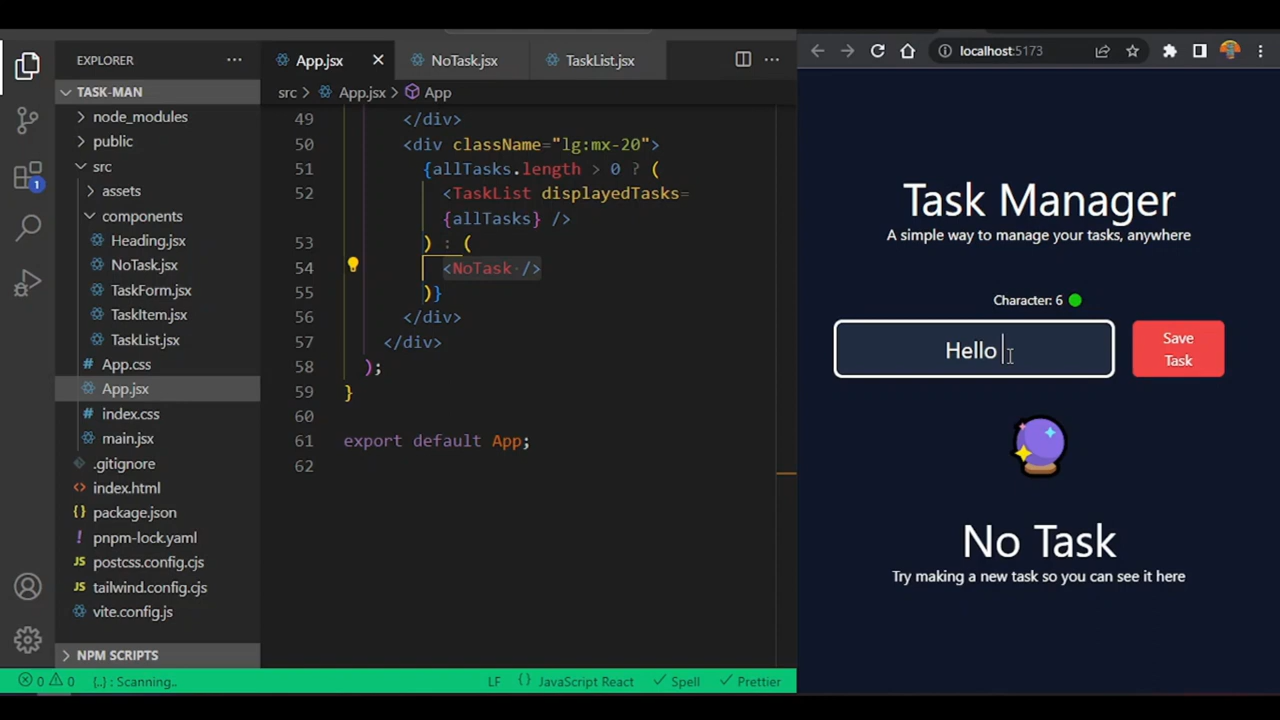 EXPLORER
TASK-MAN
node_modules
public
src
assets
components
Heading.jsx
NoTask.jsx
TaskForm.jsx
TaskItem.jsx
TaskList.jsx
App.css
App.jsx
index.css
main.jsx
.gitignore
index.html
package.json
pnpm-lock.yaml
postcss.config.cjs
tailwind.config.cjs
vite.config.js
NPM SCRIPTS
1
App.jsx NoTask.jsx TaskList.jsx
src > App.jsx > App
49 </div>
50 <div className="lg:mx-20">
51 {allTasks.length > 0 ? (
52 <TaskList displayedTasks=
{allTasks} />
53 ) : (
54 <NoTask />
55 )}
56 </div>
57 </div>
58 );
59 }
60
61 export default App;
62
0 0 {..} : Scanning.. LF {} JavaScript React Spell Prettier
localhost:5173
Task Manager
A simple way to manage your tasks, anywhere
Character: 6
Hello
Save
Task
No Task
Try making a new task so you can see it here